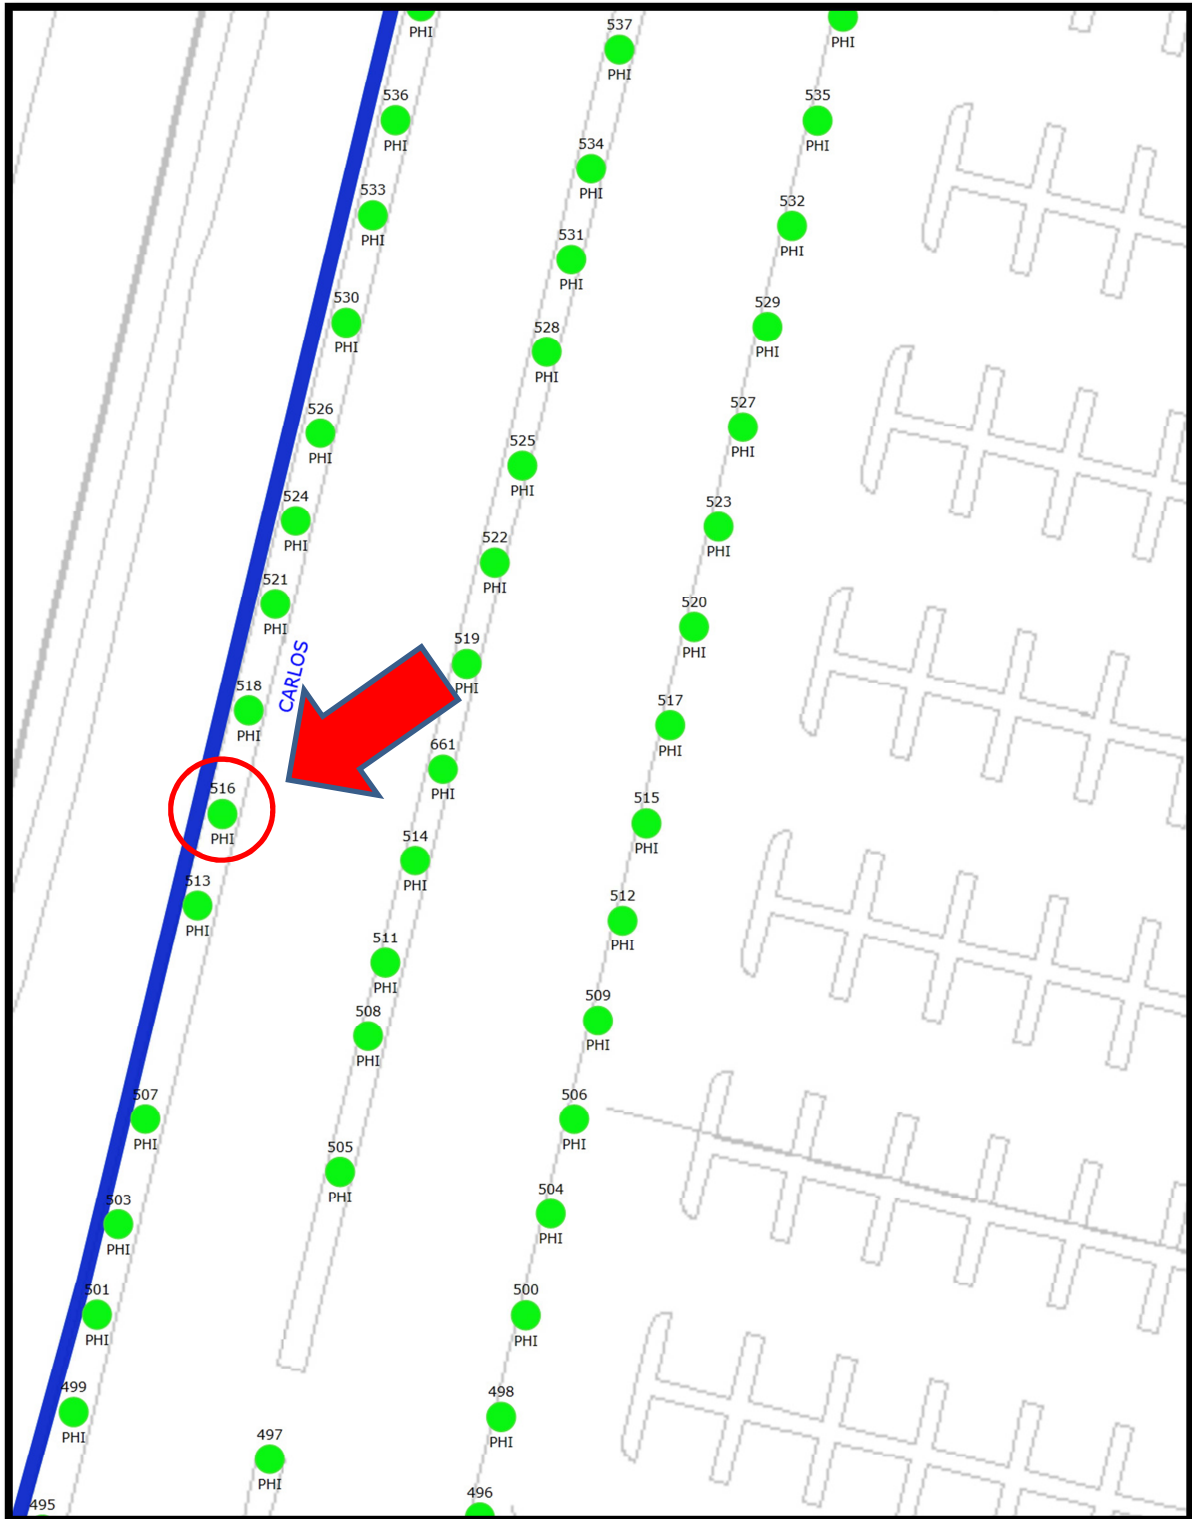 PHI
537
PHI
PHI
536
PHI
535
PHI
534
PHI
533
PHI
532
PHI
531
PHI
530
PHI
529
PHI
528
PHI
526
PHI
527
PHI
525
PHI
524
PHI
523
PHI
522
PHI
521
PHI
520
PHI
CARLOS
519
PHI
518
PHI
517
PHI
661
PHI
516
PHI
515
PHI
514
PHI
513
PHI
512
PHI
511
PHI
509
PHI
508
PHI
507
PHI
506
PHI
505
PHI
504
PHI
503
PHI
501
PHI
500
PHI
499
PHI
498
PHI
497
PHI
496
495